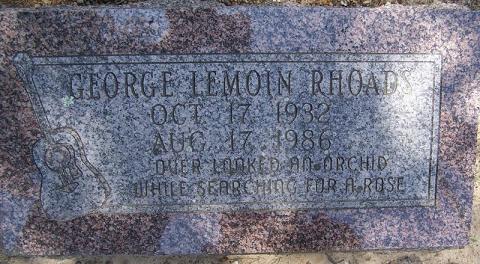 GEORGE LEMOIN RHOADS
OCT 17 1932
AUG 17 1986
OVER LOOKED AN ORCHID
WHILE SEARCHING FOR A ROSE